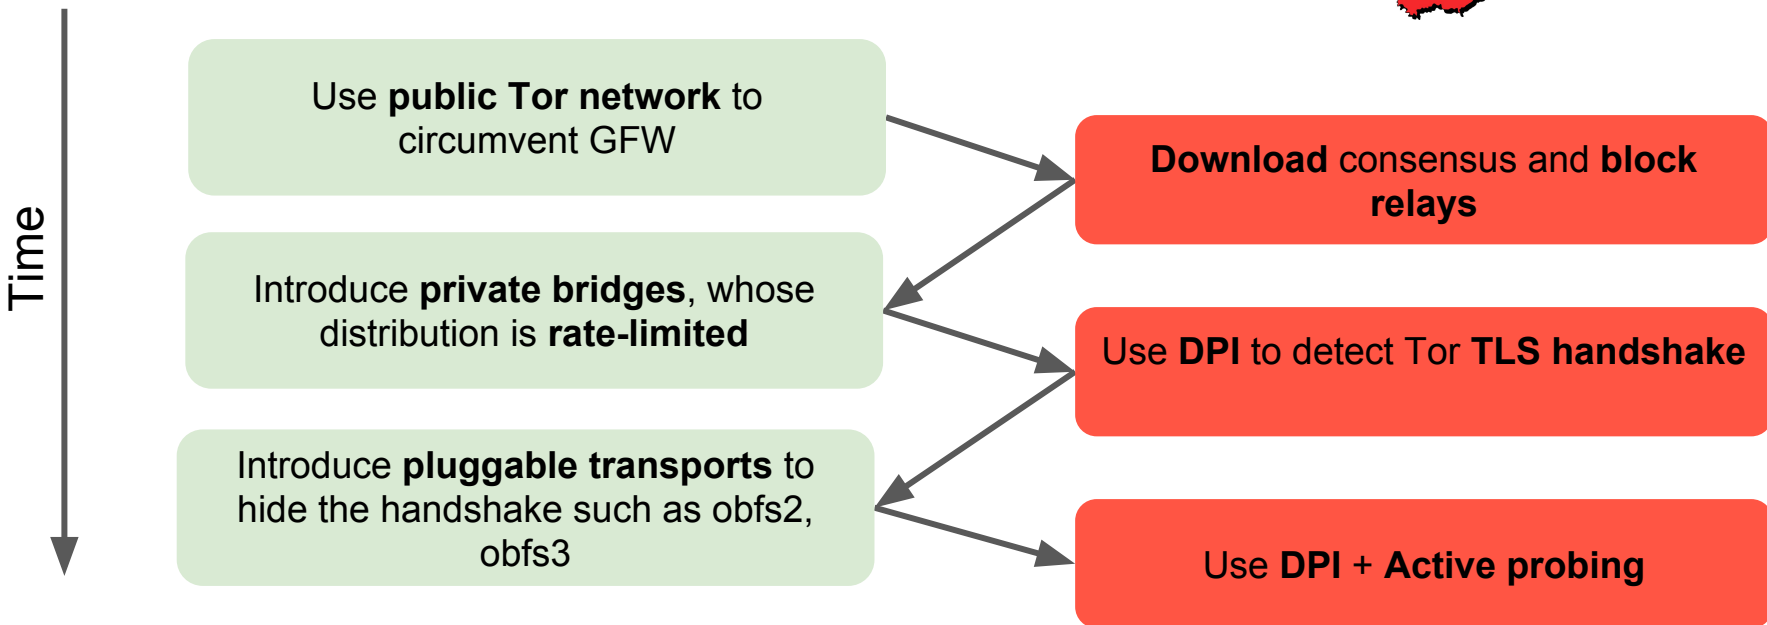 Time
Use public Tor network to
circumvent GFW
Download consensus and block
relays
Introduce private bridges, whose
distribution is rate-limited
Use DPI to detect Tor TLS handshake
Introduce pluggable transports to
hide the handshake such as obfs2,
obfs3
Use DPI + Active probing